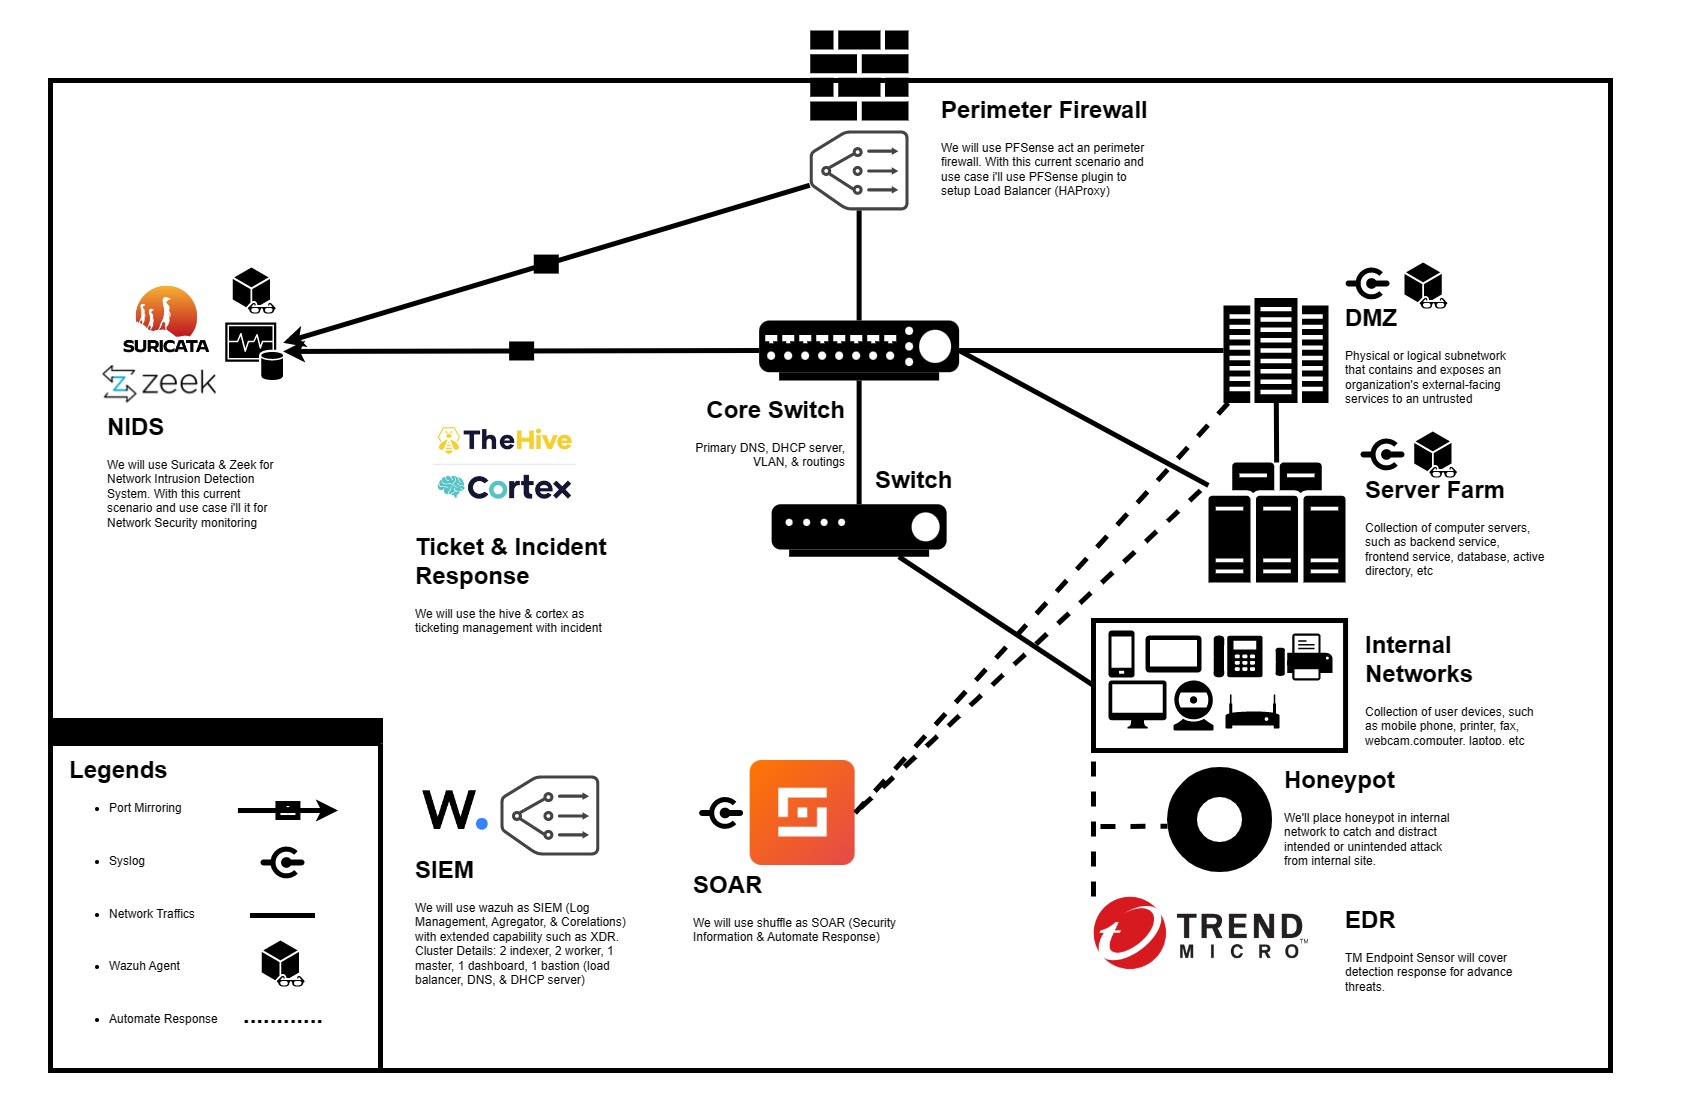 Perimeter Firewall
We will use PFSense act an perimeter
firewall. With this current scenario and
use case i'll use PFSense plugin to
setup Load Balancer (HAProxy)
SURICATA
zeek
NIDS
We will use Suricata & Zeek for
Network Intrusion Detection
System. With this current
scenario and use case i'll it for
Network Security monitoring
TheHive
Cortex
Ticket & Incident
Response
We will use the hive & cortex as
ticketing management with incident
Core Switch
Primary DNS, DHCP server,
VLAN, & routings
Switch
DMZ
Physical or logical subnetwork
that contains and exposes an
organization's external-facing
services to an untrusted
Server Farm
Collection of computer servers,
such as backend service,
frontend service, database, active
directory, etc
Internal
Networks
Collection of user devices, such
as mobile phone, printer, fax,
webcam,computer, laptop, etc
Honeypot
We'll place honeypot in internal
network to catch and distract
intended or unintended attack
from internal site.
TREND
MICRO™
EDR
TM Endpoint Sensor will cover
detection response for advance
threats.
Legends
• Port Mirroring
• Syslog
• Network Traffics
• Wazuh Agent
• Automate Response
W.
SIEM
We will use wazuh as SIEM (Log
Management, Agregator, & Corelations)
with extended capability such as XDR.
Cluster Details: 2 indexer, 2 worker, 1
master, 1 dashboard, 1 bastion (load
balancer, DNS, & DHCP server)
SOAR
We will use shuffle as SOAR (Security
Information & Automate Response)